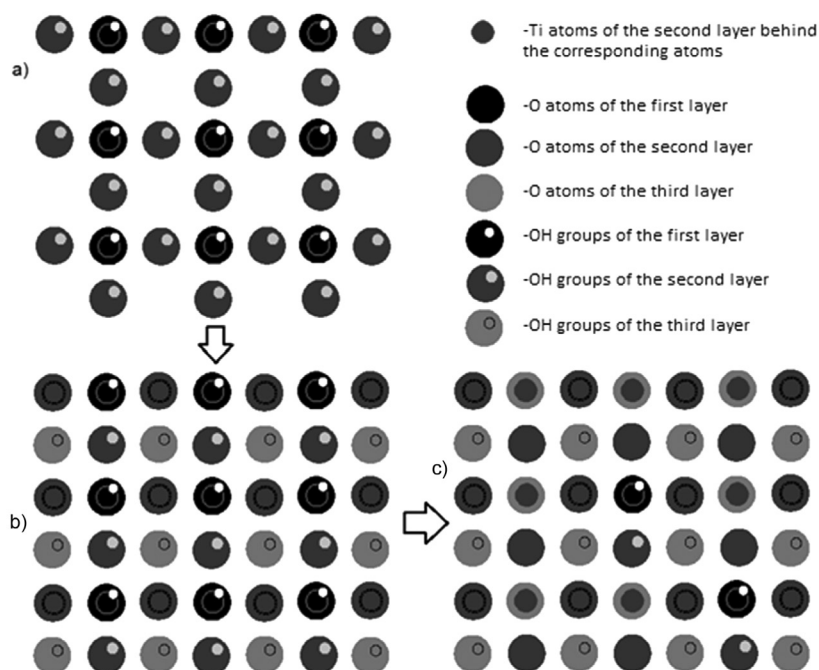 a)
-Ti atoms of the second layer behind
the corresponding atoms
-O atoms of the first layer
-O atoms of the second layer
-O atoms of the third layer
-OH groups of the first layer
-OH groups of the second layer
-OH groups of the third layer
b)
c)